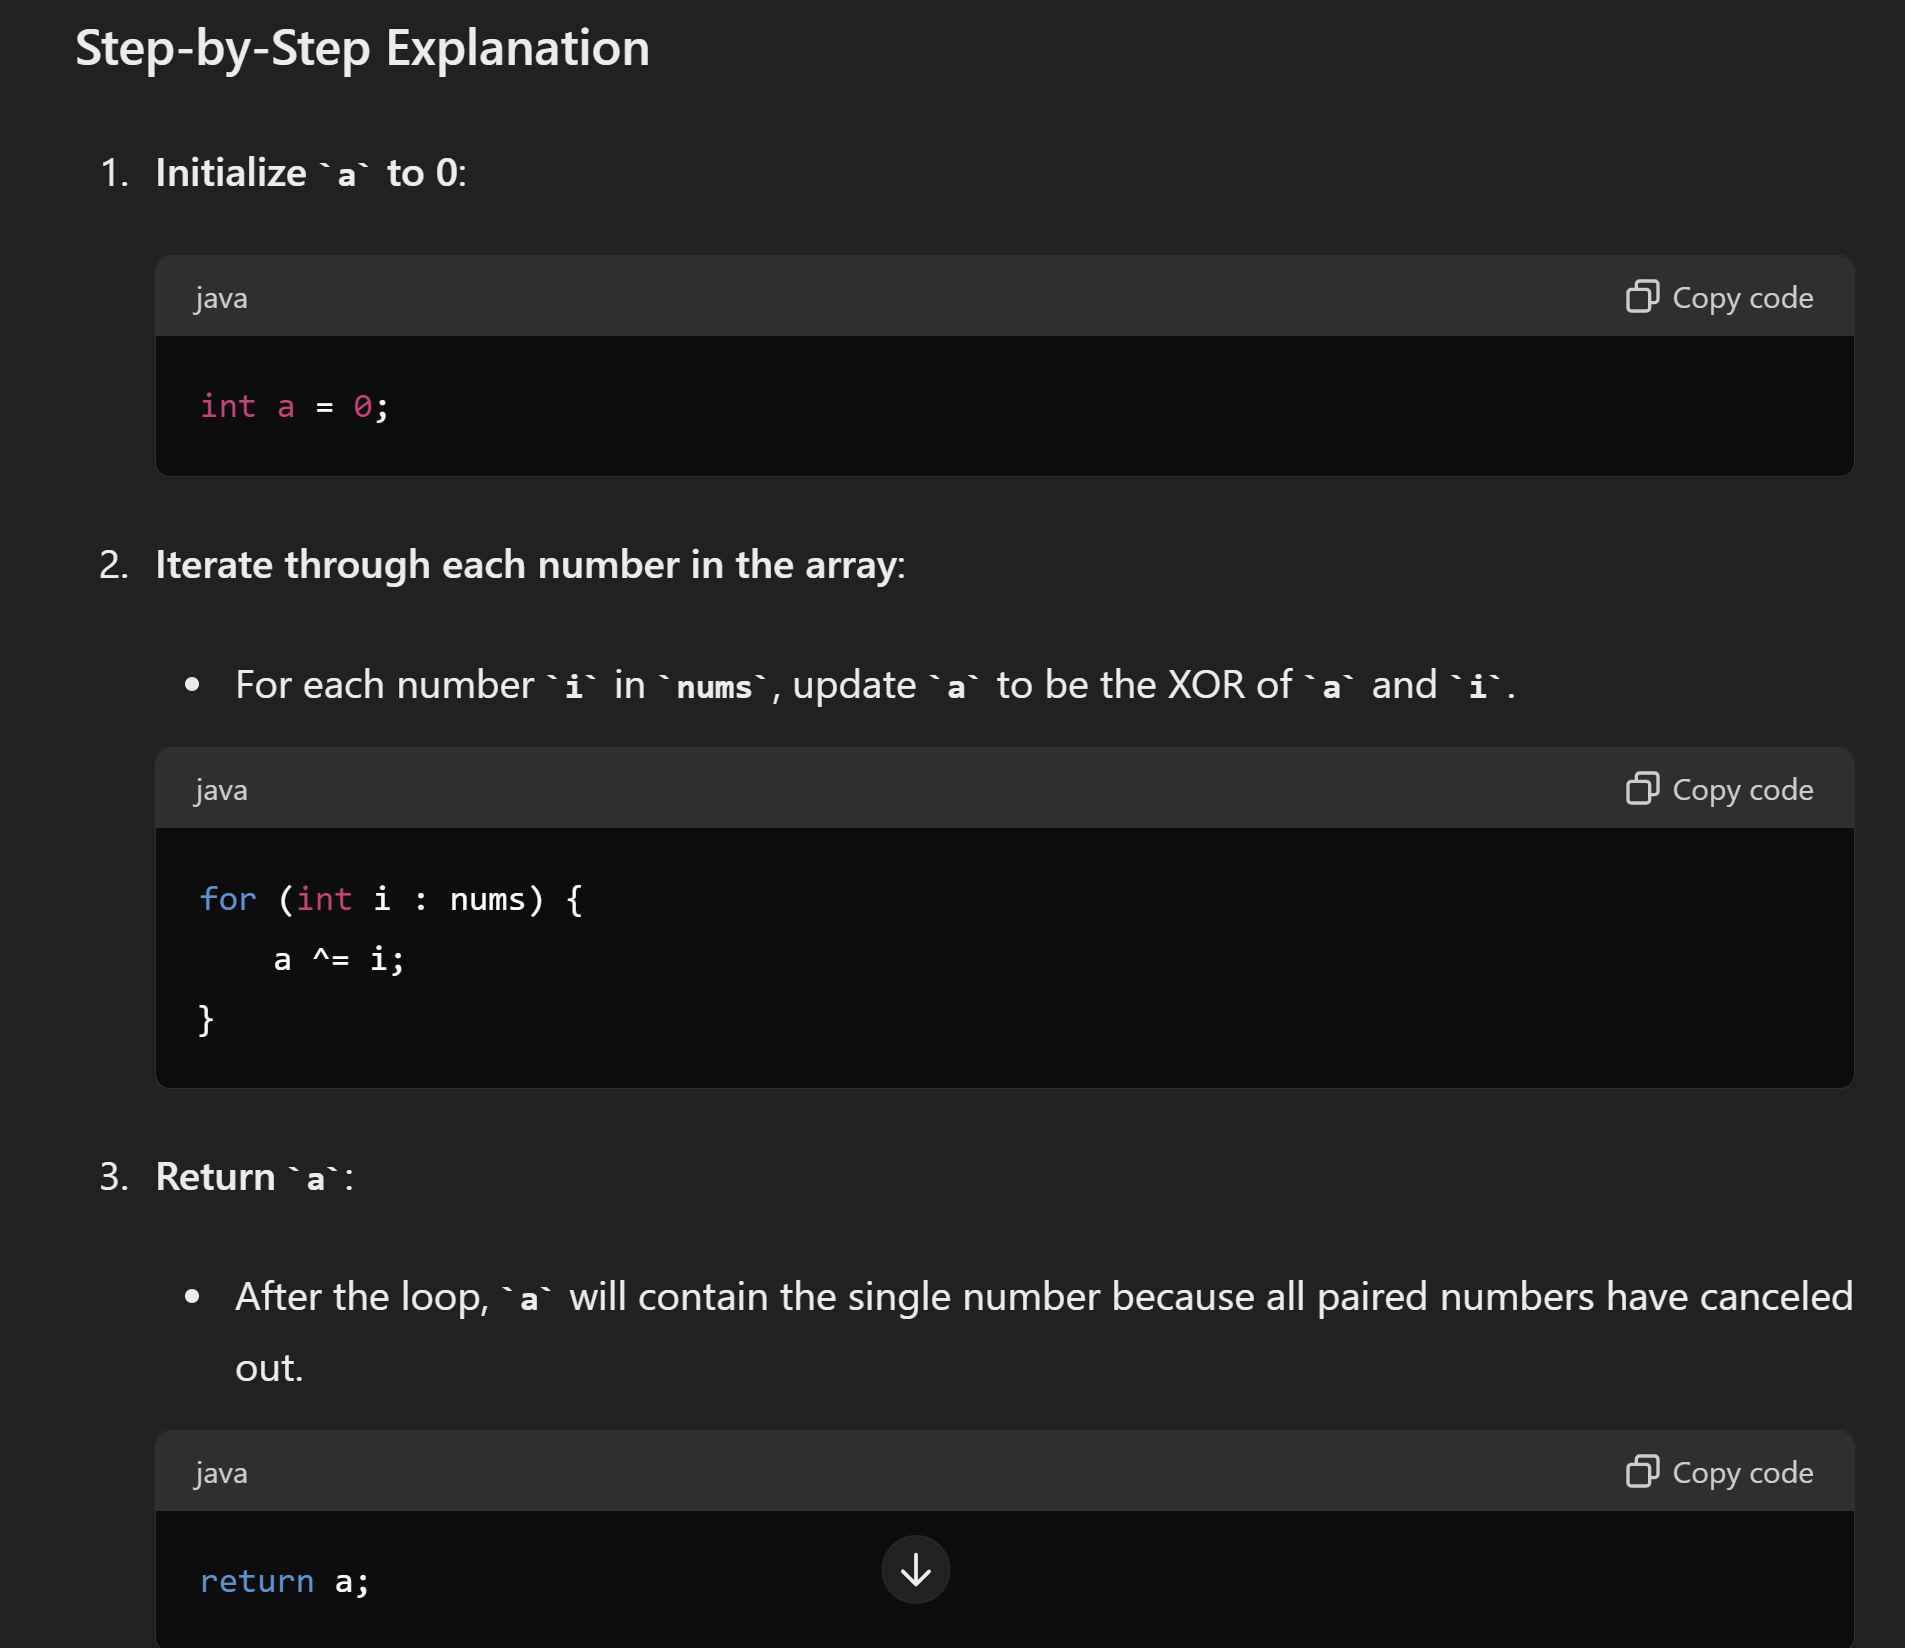 Step-by-Step Explanation
1. Initialize `a` to 0:
java
Copy code
int a = 0;
2. Iterate through each number in the array:
• For each number `i` in `nums`, update `a` to be the XOR of `a` and `i`.
java
Copy code
for (int i : nums) {
    a ^= i;
}
3. Return `a`:
• After the loop, `a` will contain the single number because all paired numbers have canceled
out.
java
Copy code
return a;